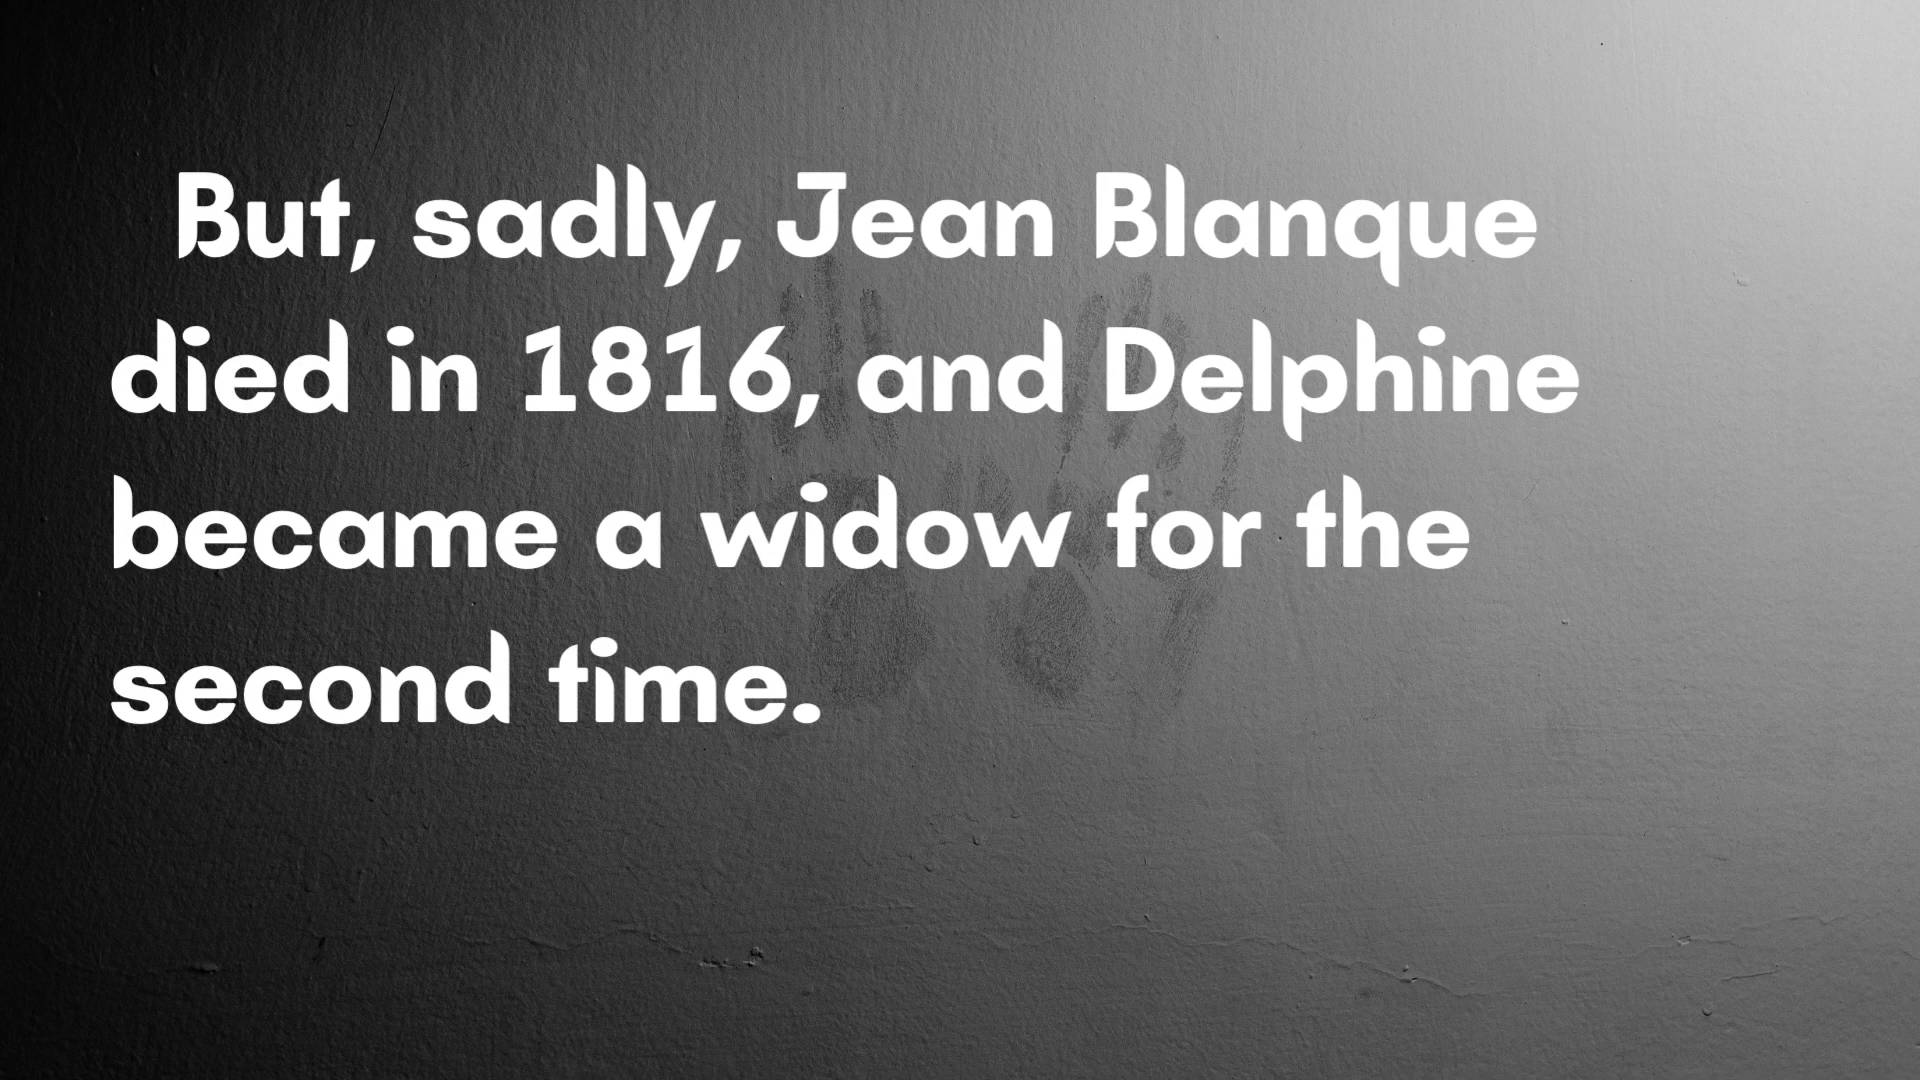 But, sadly, Jean Blanque
died in 1816, and Delphine
became a widow for the
second time.